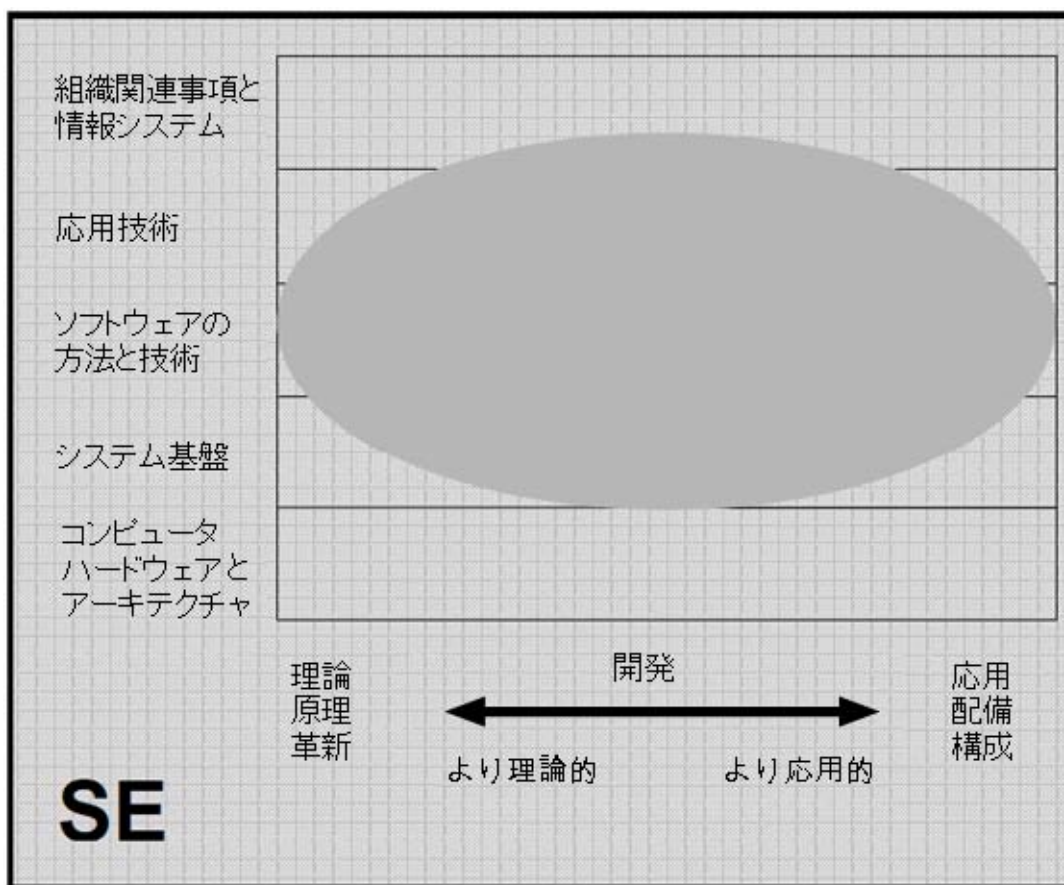 組織関連事項と
情報システム
応用技術
ソフトウェアの
方法と技術
システム基盤
コンピュータ
ハードウェアと
アーキテクチャ
理論
原理
革新
開発
より理論的
より応用的
応用
配備
構成
SE